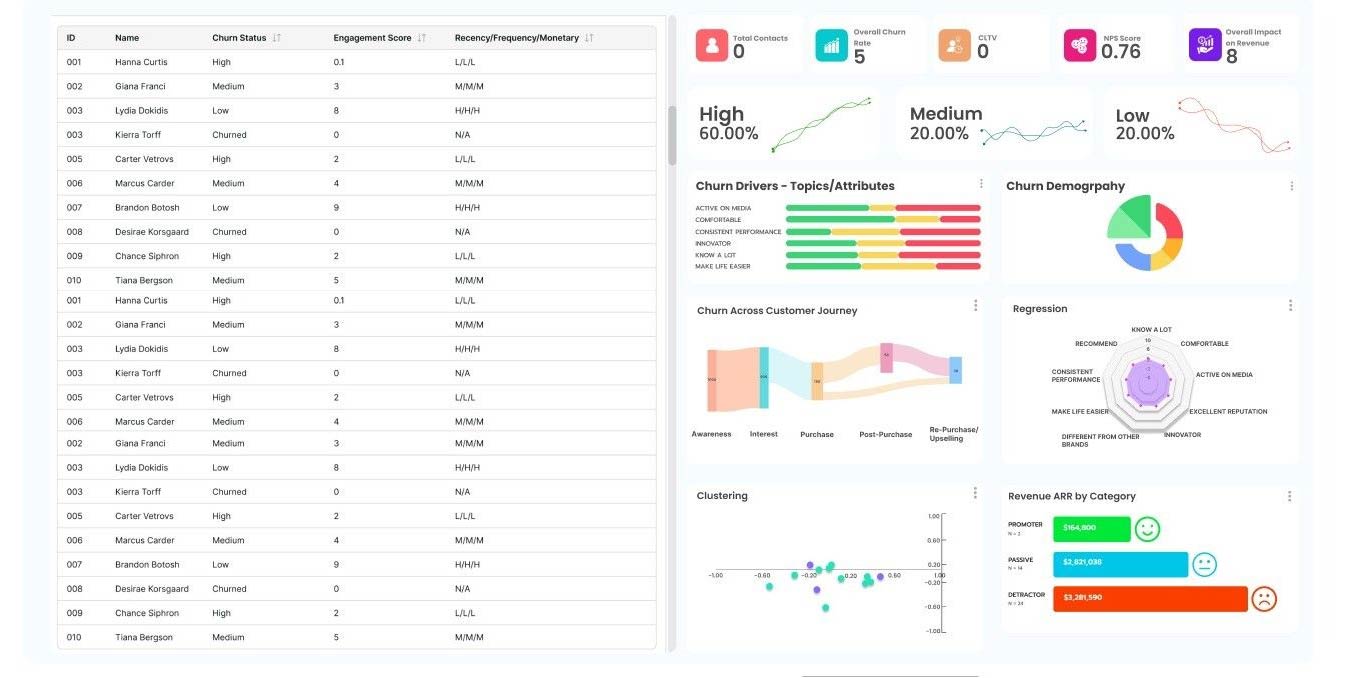 ID Name Churn Status Engagement Score Recency/Frequency/Monetary
001 Hanna Curtis High 0.1 L/L/L
002 Giana Franci Medium 3 M/M/M
003 Lydia Dokidis Low 8 H/H/H
003 Kierra Torff Churned 0 N/A
005 Carter Vetrovs High 2 L/L/L
006 Marcus Carder Medium 4 M/M/M
007 Brandon Botosh Low 9 H/H/H
008 Desirae Korsgaard Churned 0 N/A
009 Chance Siphron High 2 L/L/L
010 Tiana Bergson Medium 5 M/M/M
001 Hanna Curtis High 0.1 L/L/L
002 Giana Franci Medium 3 M/M/M
003 Lydia Dokidis Low 8 H/H/H
003 Kierra Torff Churned 0 N/A
005 Carter Vetrovs High 2 L/L/L
006 Marcus Carder Medium 4 M/M/M
002 Giana Franci Medium 3 M/M/M
003 Lydia Dokidis Low 8 H/H/H
003 Kierra Torff Churned 0 N/A
005 Carter Vetrovs High 2 L/L/L
006 Marcus Carder Medium 4 M/M/M
007 Brandon Botosh Low 9 H/H/H
008 Desirae Korsgaard Churned 0 N/A
009 Chance Siphron High 2 L/L/L
010 Tiana Bergson Medium 5 M/M/M
Total Contacts
0
Overall Churn
Rate
5
CLTV
0
NPS Score
0.76
Overall Impact
on Revenue
8
High
60.00%
Medium
20.00%
Low
20.00%
Churn Drivers - Topics/Attributes
ACTIVE ON MEDIA
COMFORTABLE
CONSISTENT PERFORMANCE
INNOVATOR
KNOW A LOT
MAKE LIFE EASIER
Churn Demogrpahy
Churn Across Customer Journey
Awareness
Interest
Purchase
Post-Purchase
Re-Purchase/
Upselling
Regression
KNOW A LOT
10
RECOMMEND
COMFORTABLE
CONSISTENT
PERFORMANCE
ACTIVE ON MEDIA
MAKE LIFE EASIER
EXCELLENT REPUTATION
DIFFERENT FROM OTHER
BRANDS
INNOVATOR
Clustering
1.00
0.60
0.20
-1.00 -0.60 -0.20 0.20 0.60 1.00
-0.20
-0.60
-1.00
Revenue ARR by Category
PROMOTER
N = 2
$164,800
PASSIVE
N = 14
$2,821,038
DETRACTOR
N = 24
$3,281,590